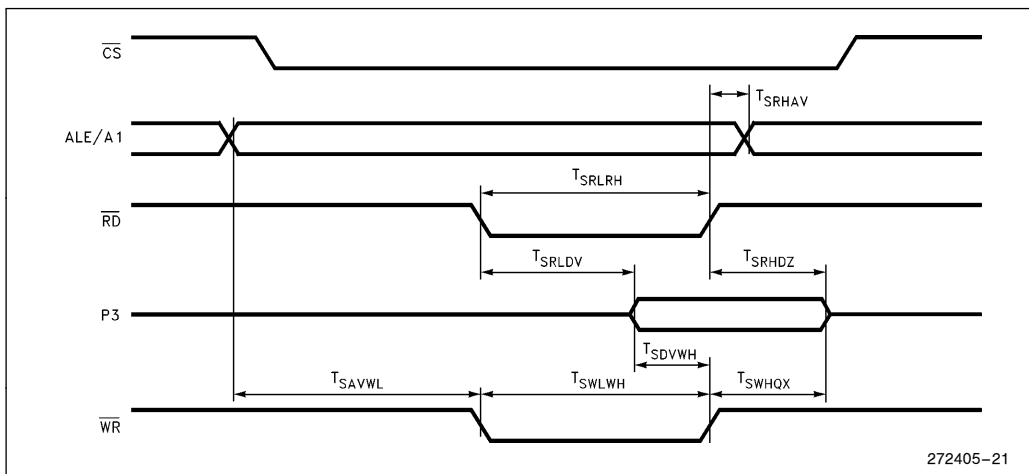 CS
T_SRHAV
ALE/A1
T_SRLRH
RD
T_SRLDV
T_SRHDZ
P3
T_SDVWH
T_SAVWL
T_SWLWH
T_SWHQX
WR
272405-21